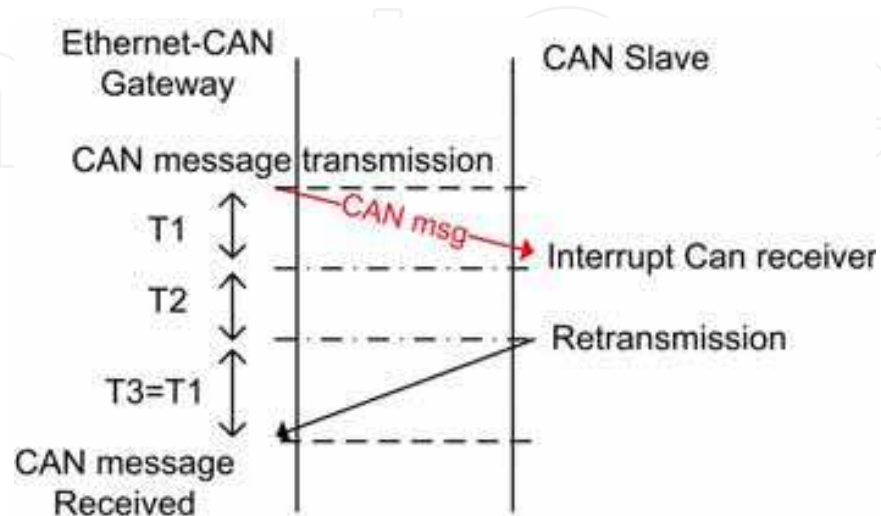 Ethernet-CAN
Gateway
CAN Slave
CAN message transmission
CAN msg
T1
Interrupt Can receiver
T2
Retransmission
T3=T1
CAN message
Received